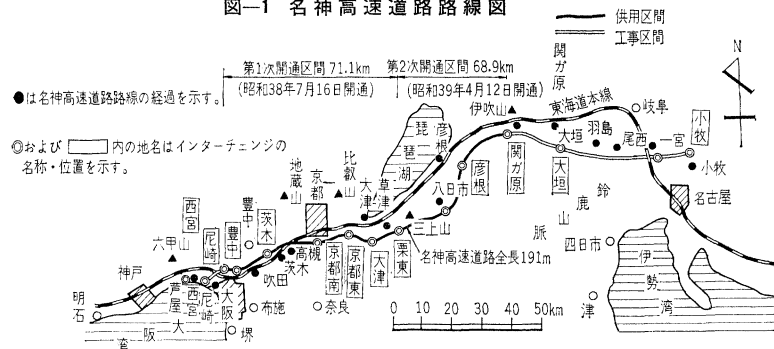 図―1 名神高速道路路線図
供用区間
工事区間
第1次開通区間 71.1km
(昭和38年7月16日開通)
第2次開通区間 68.9km
(昭和39年4月12日開通)
●は名神高速道路路線の経過を示す。
◎および 内の地名はインターチェンジの
名称・位置を示す。
N
関ガ原
伊吹山
東海道本線
岐阜
小牧
一宮
尾西
羽島
大垣
小牧
名古屋
大垣
関ガ原
彦根
彦根
琵琶湖
八日市
鈴鹿山脈
四日市
伊勢湾
津
比叡山
京都
地蔵山
大津
草津
三上山
名神高速道路全長191m
栗東
大津
京都東
京都南
奈良
茨木
豊中
豊中
尼崎
西宮
六甲山
神戸
明石
芦屋
西宮
尼崎
大阪
吹田
茨木
高槻
布施
堺
大阪湾
0 10 20 30 40 50km